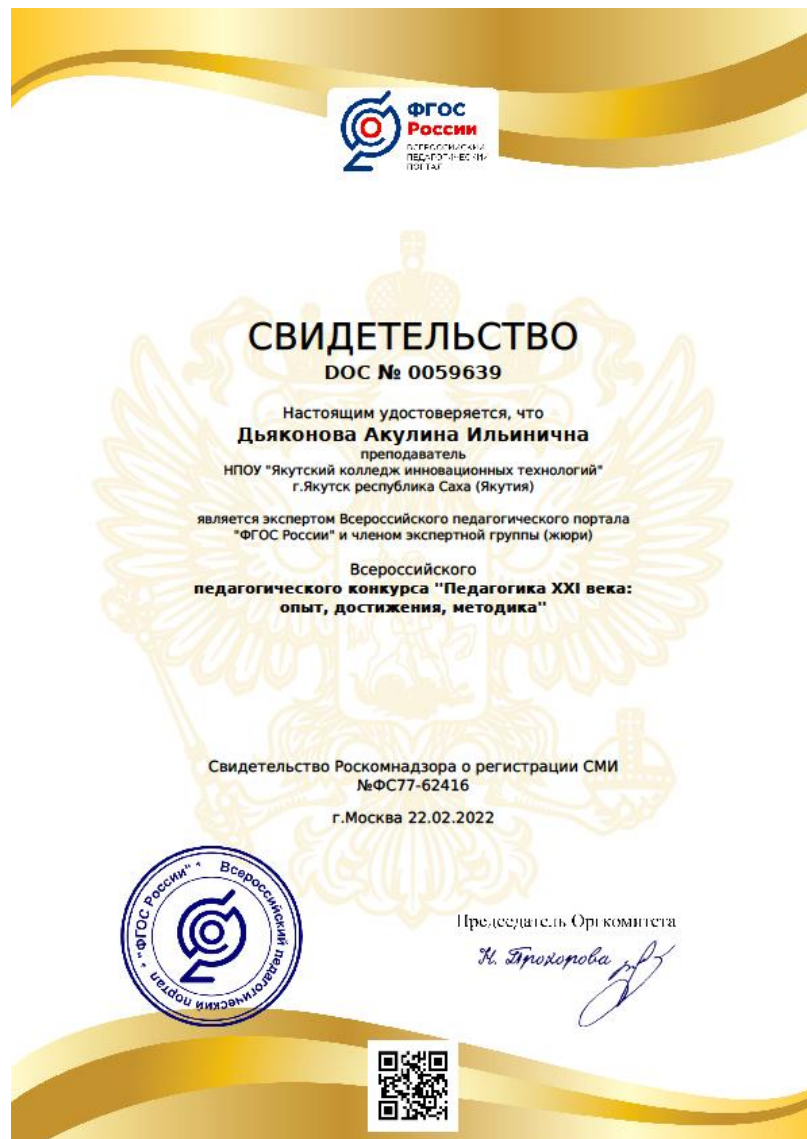 ФГОС
России
ВСЕРОССИЙСКИЙ
ПЕДАГОГИЧЕСКИЙ
ПОРТАЛ
СВИДЕТЕЛЬСТВО
DOC № 0059639
Настоящим удостоверяется, что
Дьяконова Акулина Ильинична
преподаватель
НПОУ "Якутский колледж инновационных технологий"
г.Якутск республика Саха (Якутия)
является экспертом Всероссийского педагогического портала
"ФГОС России" и членом экспертной группы (жюри)
Всероссийского
педагогического конкурса "Педагогика XXI века:
опыт, достижения, методика"
Свидетельство Роскомнадзора о регистрации СМИ
№ФС77-62416
г.Москва 22.02.2022
Всероссийский педагогический портал * "ФГОС России" *
Председатель Оргкомитета
Н. Прохорова